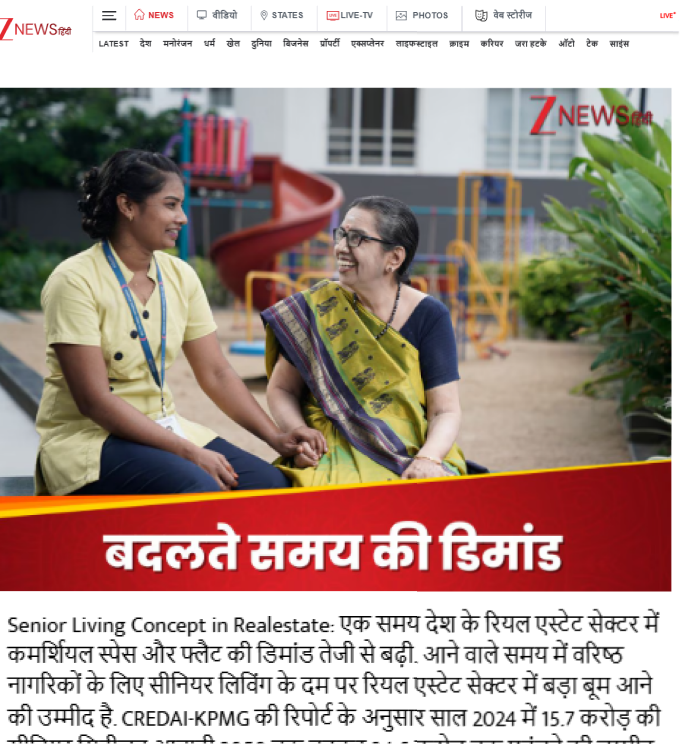 ZNEWS हिंदी
NEWS वीडियो STATES LIVE-TV PHOTOS वेब स्टोरीज LIVE
LATEST देश मनोरंजन धर्म खेल दुनिया बिजनेस प्रॉपर्टी एक्सप्लेनर लाइफस्टाइल क्राइम करियर जरा हटके ऑटो टेक साइंस
ZNEWS हिंदी
बदलते समय की डिमांड
Senior Living Concept in Realestate: एक समय देश के रियल एस्टेट सेक्टर में
कमर्शियल स्पेस और फ्लैट की डिमांड तेजी से बढ़ी. आने वाले समय में वरिष्ठ
नागरिकों के लिए सीनियर लिविंग के दम पर रियल एस्टेट सेक्टर में बड़ा बूम आने
की उम्मीद है. CREDAI-KPMG की रिपोर्ट के अनुसार साल 2024 में 15.7 करोड़ की